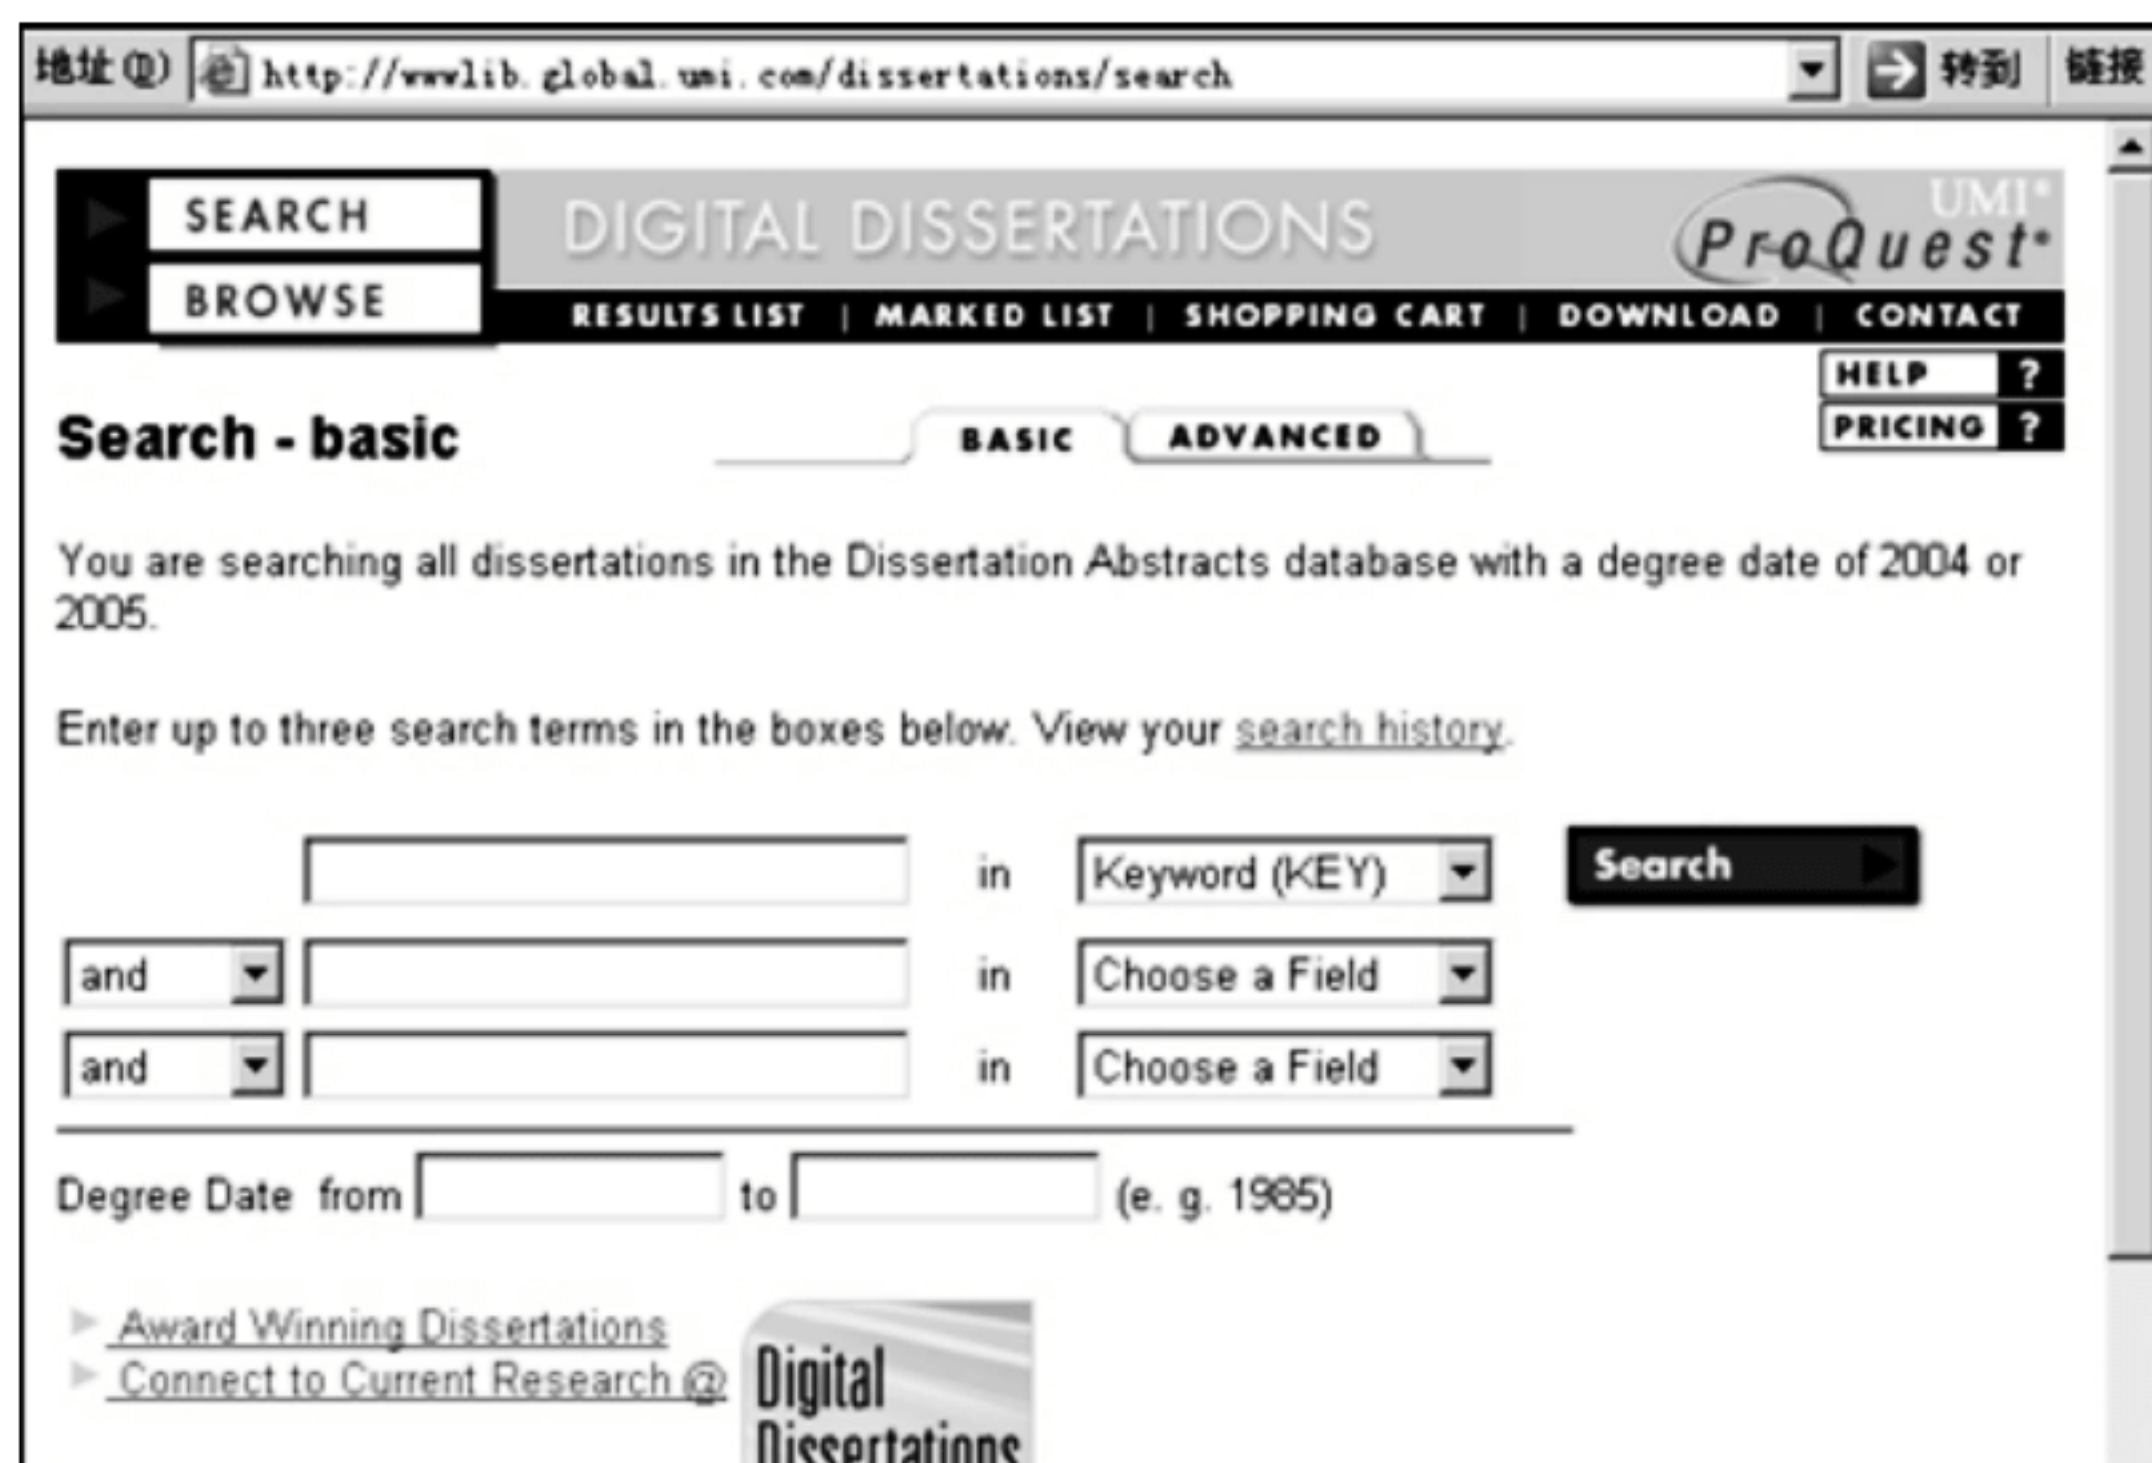 地址(D) http://wwwlib.global.umi.com/dissertations/search 转到 链接
SEARCH
BROWSE
DIGITAL DISSERTATIONS
UMI®
ProQuest®
RESULTS LIST | MARKED LIST | SHOPPING CART | DOWNLOAD | CONTACT
HELP ?
PRICING ?
Search - basic
BASIC ADVANCED
You are searching all dissertations in the Dissertation Abstracts database with a degree date of 2004 or
2005.
Enter up to three search terms in the boxes below. View your search history.
in Keyword (KEY) Search
and in Choose a Field
and in Choose a Field
Degree Date from to (e. g. 1985)
Award Winning Dissertations
Connect to Current Research @
Digital
Dissertations